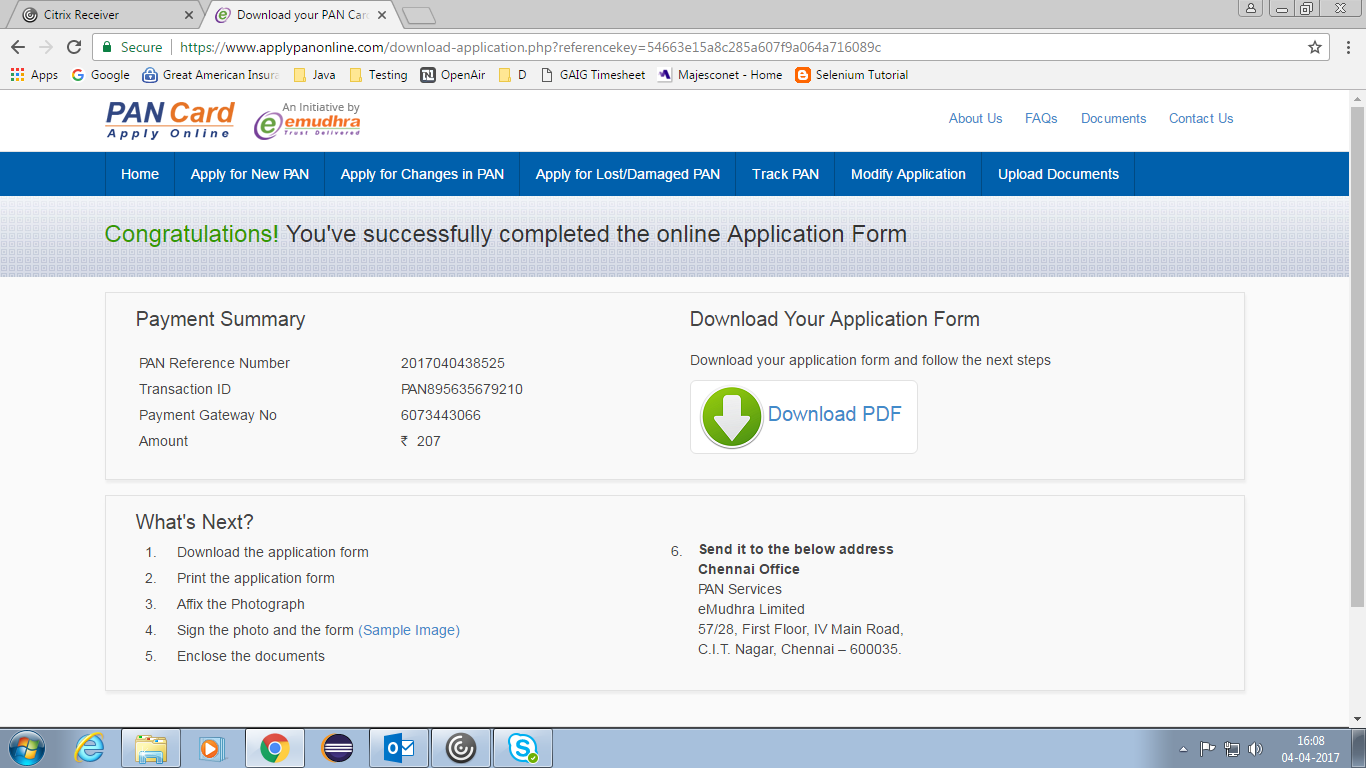 Citrix Receiver
Download your PAN Car
Secure
https://www.applypanonline.com/download-application.php?referencekey=54663e15a8c285a607f9a064a716089c
Apps
Google
Great American Insura
Java
Testing
OpenAir
D
GAIG Timesheet
Majesconet - Home
Selenium Tutorial
PAN Card
Apply Online
An Initiative by
emudhra
Trust Delivered
About Us
FAQs
Documents
Contact Us
Home
Apply for New PAN
Apply for Changes in PAN
Apply for Lost/Damaged PAN
Track PAN
Modify Application
Upload Documents
Congratulations! You've successfully completed the online Application Form
Payment Summary
PAN Reference Number 2017040438525
Transaction ID PAN895635679210
Payment Gateway No 6073443066
Amount ₹ 207
Download Your Application Form
Download your application form and follow the next steps
Download PDF
What's Next?
1. Download the application form
2. Print the application form
3. Affix the Photograph
4. Sign the photo and the form (Sample Image)
5. Enclose the documents
6. Send it to the below address
Chennai Office
PAN Services
eMudhra Limited
57/28, First Floor, IV Main Road,
C.I.T. Nagar, Chennai – 600035.
16:08
04-04-2017